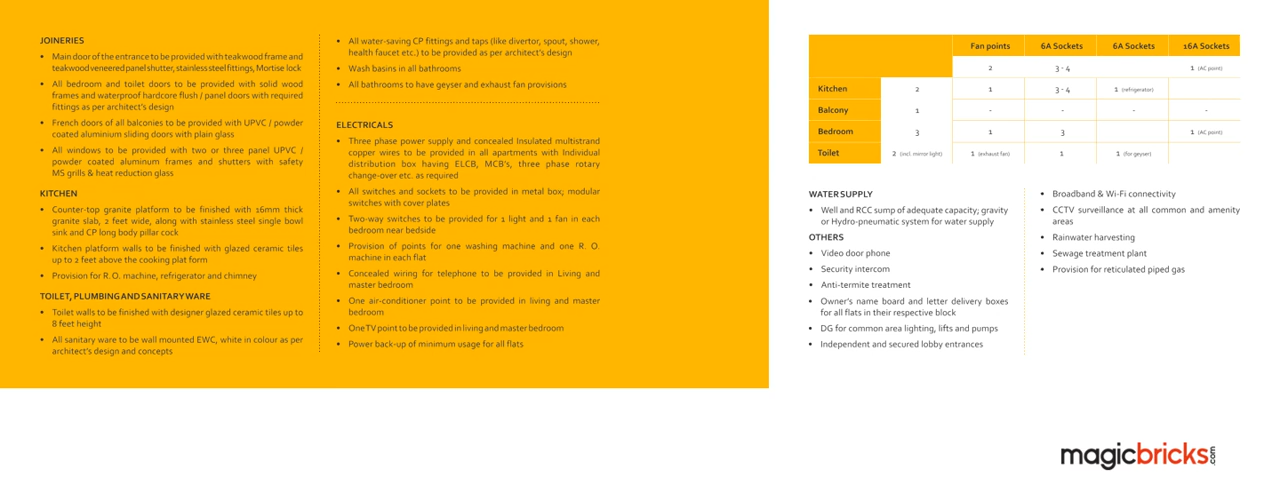 JOINERIES
• Main door of the entrance to be provided with teakwood frame and
teakwood veneered panel shutter, stainless steel fittings, Mortise lock
• All bedroom and toilet doors to be provided with solid wood
frames and waterproof hardcore flush / panel doors with required
fittings as per architect's design
• French doors of all balconies to be provided with UPVC / powder
coated aluminium sliding doors with plain glass
• All windows to be provided with two or three panel UPVC /
powder coated aluminum frames and shutters with safety
MS grills & heat reduction glass
KITCHEN
• Counter-top granite platform to be finished with 16mm thick
granite slab, 2 feet wide, along with stainless steel single bowl
sink and CP long body pillar cock
• Kitchen platform walls to be finished with glazed ceramic tiles
up to 2 feet above the cooking plat form
• Provision for R. O. machine, refrigerator and chimney
TOILET, PLUMBING AND SANITARY WARE
• Toilet walls to be finished with designer glazed ceramic tiles up to
8 feet height
• All sanitary ware to be wall mounted EWC, white in colour as per
architect's design and concepts
• All water-saving CP fittings and taps (like divertor, spout, shower,
health faucet etc.) to be provided as per architect's design
• Wash basins in all bathrooms
• All bathrooms to have geyser and exhaust fan provisions
ELECTRICALS
• Three phase power supply and concealed Insulated multistrand
copper wires to be provided in all apartments with Individual
distribution box having ELCB, MCB's, three phase rotary
change-over etc. as required
• All switches and sockets to be provided in metal box; modular
switches with cover plates
• Two-way switches to be provided for 1 light and 1 fan in each
bedroom near bedside
• Provision of points for one washing machine and one R. O.
machine in each flat
• Concealed wiring for telephone to be provided in Living and
master bedroom
• One air-conditioner point to be provided in living and master
bedroom
• One TV point to be provided in living and master bedroom
• Power back-up of minimum usage for all flats
Fan points 6A Sockets 6A Sockets 16A Sockets
2 3 - 4 1 (AC point)
Kitchen 2 1 3 - 4 1 (refrigerator)
Balcony 1 - - - -
Bedroom 3 1 3 1 (AC point)
Toilet 2 (incl. mirror light) 1 (exhaust fan) 1 1 (for geyser)
WATER SUPPLY
• Well and RCC sump of adequate capacity; gravity
or Hydro-pneumatic system for water supply
OTHERS
• Video door phone
• Security intercom
• Anti-termite treatment
• Owner's name board and letter delivery boxes
for all flats in their respective block
• DG for common area lighting, lifts and pumps
• Independent and secured lobby entrances
• Broadband & Wi-Fi connectivity
• CCTV surveillance at all common and amenity
areas
• Rainwater harvesting
• Sewage treatment plant
• Provision for reticulated piped gas
magicbricks.com